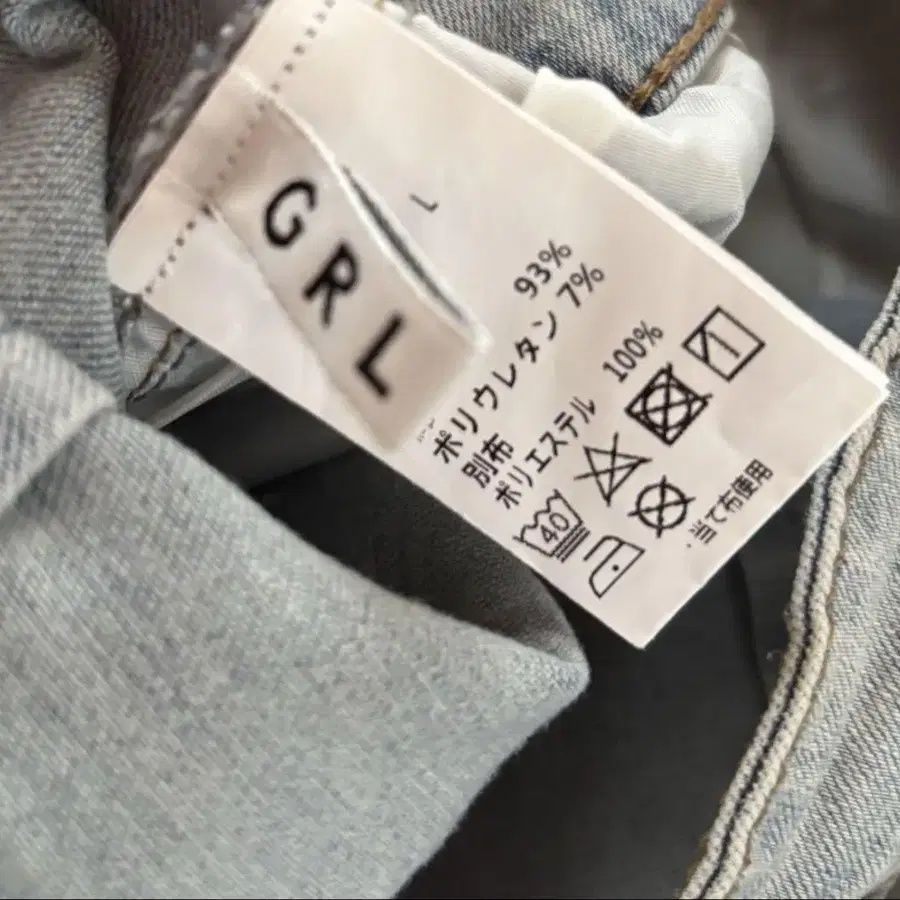 GRL
L
93%
ポリウレタン 7%
別布
ポリエステル 100%
40
・当て布使用